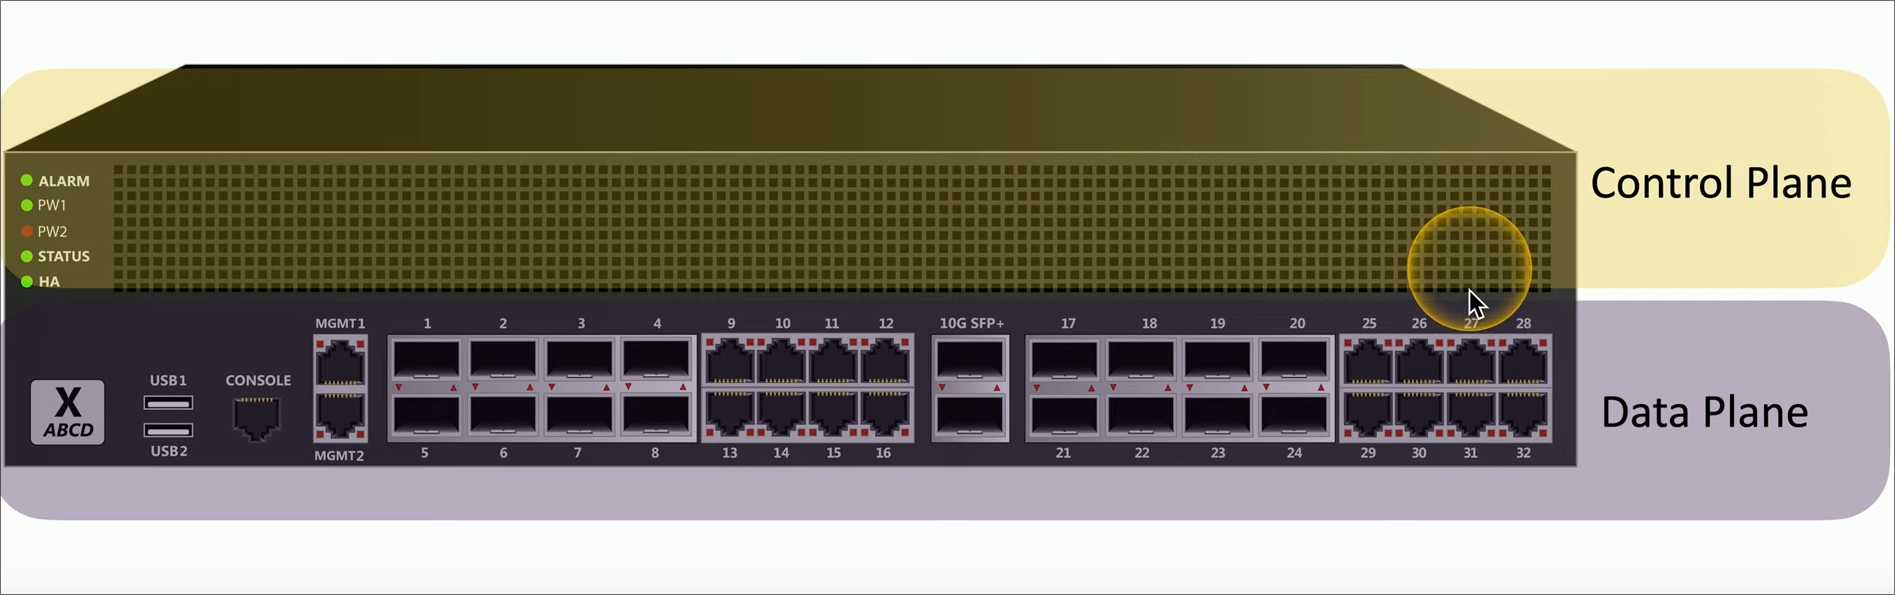 Control Plane
ALARM
PW1
PW2
STATUS
HA
MGMT1 1 2 3 4 9 10 11 12 10G SFP+ 17 18 19 20 25 26 27 28
USB1 CONSOLE
X
ABCD
Data Plane
USB2 MGMT2 5 6 7 8 13 14 15 16 21 22 23 24 29 30 31 32